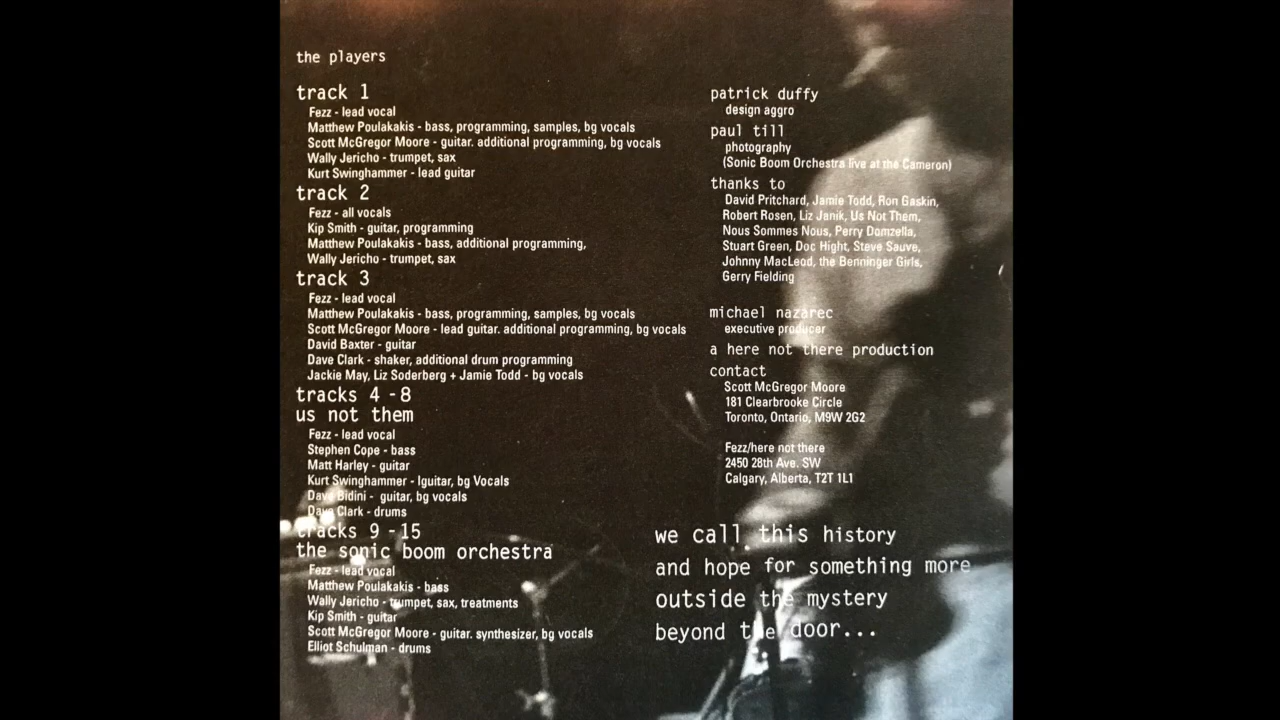 the players
track 1
Fezz - lead vocal
Matthew Poulakakis - bass, programming, samples, bg vocals
Scott McGregor Moore - guitar. additional programming, bg vocals
Wally Jericho - trumpet, sax
Kurt Swinghammer - lead guitar
track 2
Fezz - all vocals
Kip Smith - guitar, programming
Matthew Poulakakis - bass, additional programming,
Wally Jericho - trumpet, sax
track 3
Fezz - lead vocal
Matthew Poulakakis - bass, programming, samples, bg vocals
Scott McGregor Moore - lead guitar. additional programming, bg vocals
David Baxter - guitar
Dave Clark - shaker, additional drum programming
Jackie May, Liz Soderberg + Jamie Todd - bg vocals
tracks 4 - 8
us not them
Fezz - lead vocal
Stephen Cope - bass
Matt Harley - guitar
Kurt Swinghammer - lguitar, bg Vocals
Dave Bidini - guitar, bg vocals
Dave Clark - drums
tracks 9 - 15
the sonic boom orchestra
Fezz - lead vocal
Matthew Poulakakis - bass
Wally Jericho - trumpet, sax, treatments
Kip Smith - guitar
Scott McGregor Moore - guitar. synthesizer, bg vocals
Elliot Schulman - drums
patrick duffy
design aggro
paul till
photography
(Sonic Boom Orchestra live at the Cameron)
thanks to
David Pritchard, Jamie Todd, Ron Gaskin,
Robert Rosen, Liz Janik, Us Not Them,
Nous Sommes Nous, Perry Domzella,
Stuart Green, Doc Hight, Steve Sauve,
Johnny MacLeod, the Benninger Girls,
Gerry Fielding
michael nazarec
executive producer
a here not there production
contact
Scott McGregor Moore
181 Clearbrooke Circle
Toronto, Ontario, M9W 2G2
Fezz/here not there
2450 28th Ave. SW
Calgary, Alberta, T2T 1L1
we call this history
and hope for something more
outside the mystery
beyond the door...